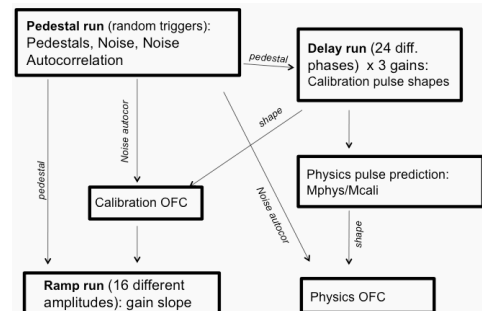 Pedestal run (random triggers):
Pedestals, Noise, Noise
Autocorrelation
pedestal
Delay run (24 diff.
phases) x 3 gains:
Calibration pulse shapes
pedestal
Noise autocor
shape
Noise autocor
Physics pulse prediction:
Mphys/Mcali
Calibration OFC
shape
Ramp run (16 different
amplitudes): gain slope
Physics OFC